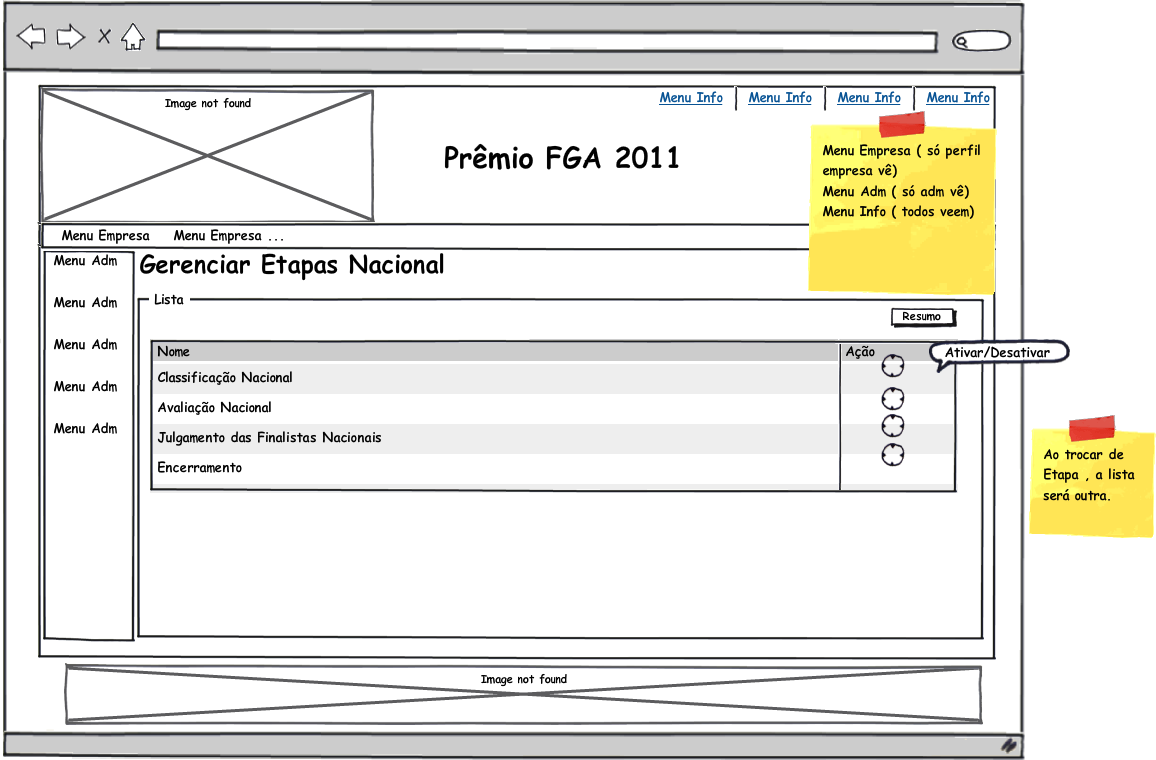 Image not found
Menu Info
Menu Info
Menu Info
Menu Info
Prêmio FGA 2011
Menu Empresa ( só perfil
empresa vê)
Menu Adm ( só adm vê)
Menu Info ( todos veem)
Menu Empresa
Menu Empresa ...
Menu Adm
Menu Adm
Menu Adm
Menu Adm
Menu Adm
Gerenciar Etapas Nacional
Lista
Resumo
Nome
Ação
Ativar/Desativar
Classificação Nacional
Avaliação Nacional
Julgamento das Finalistas Nacionais
Encerramento
Ao trocar de
Etapa , a lista
será outra.
Image not found